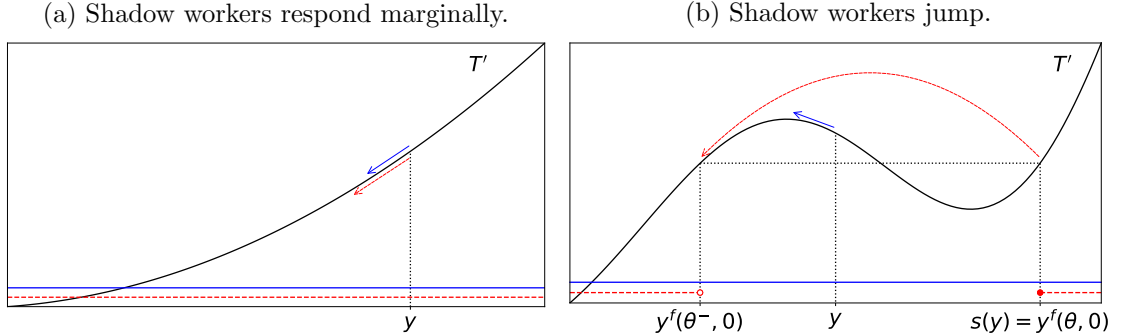 (a) Shadow workers respond marginally.
T′
y
(b) Shadow workers jump.
T′
y^f(θ⁻, 0)
y
s(y) = y^f(θ, 0)